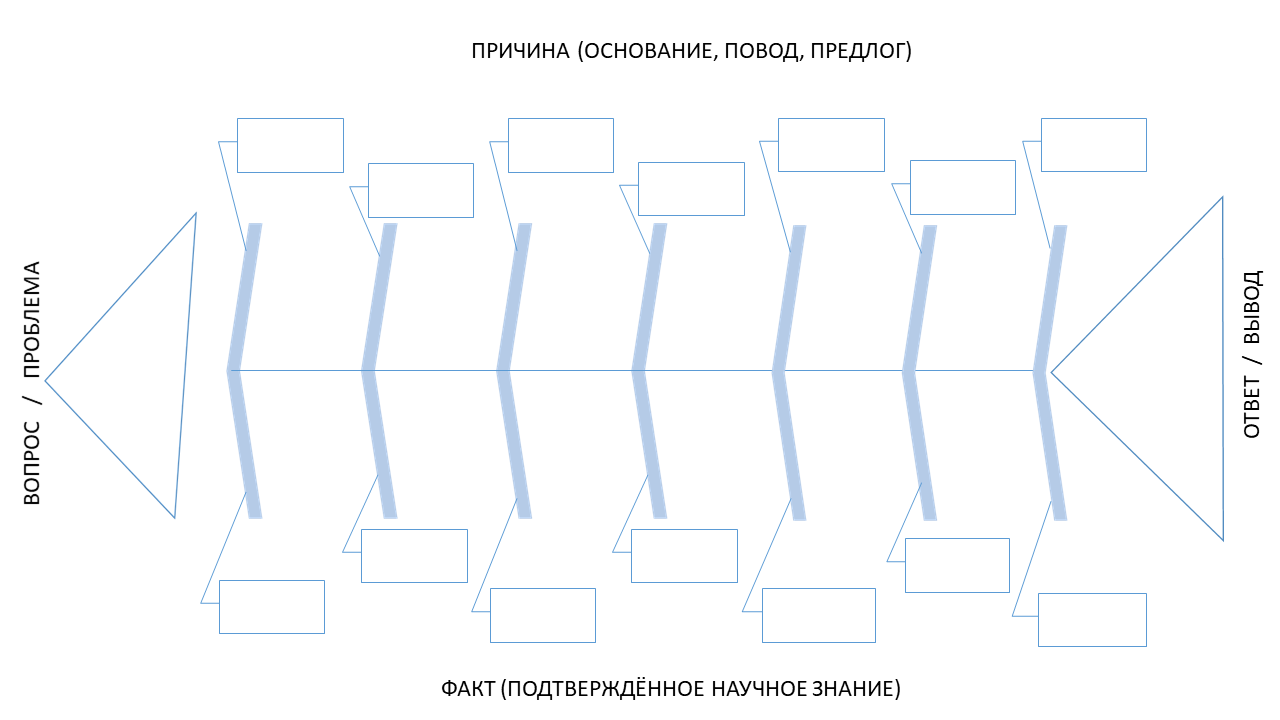 ПРИЧИНА (ОСНОВАНИЕ, ПОВОД, ПРЕДЛОГ)
ВОПРОС / ПРОБЛЕМА
ОТВЕТ / ВЫВОД
ФАКТ (ПОДТВЕРЖДЁННОЕ НАУЧНОЕ ЗНАНИЕ)